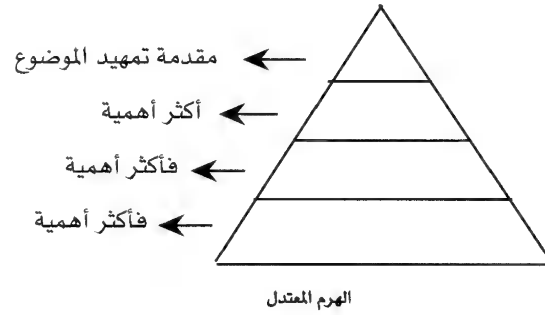 مقدمة تمهيد الموضوع
أكثر أهمية
فأكثر أهمية
فأكثر أهمية
الهرم المعتدل